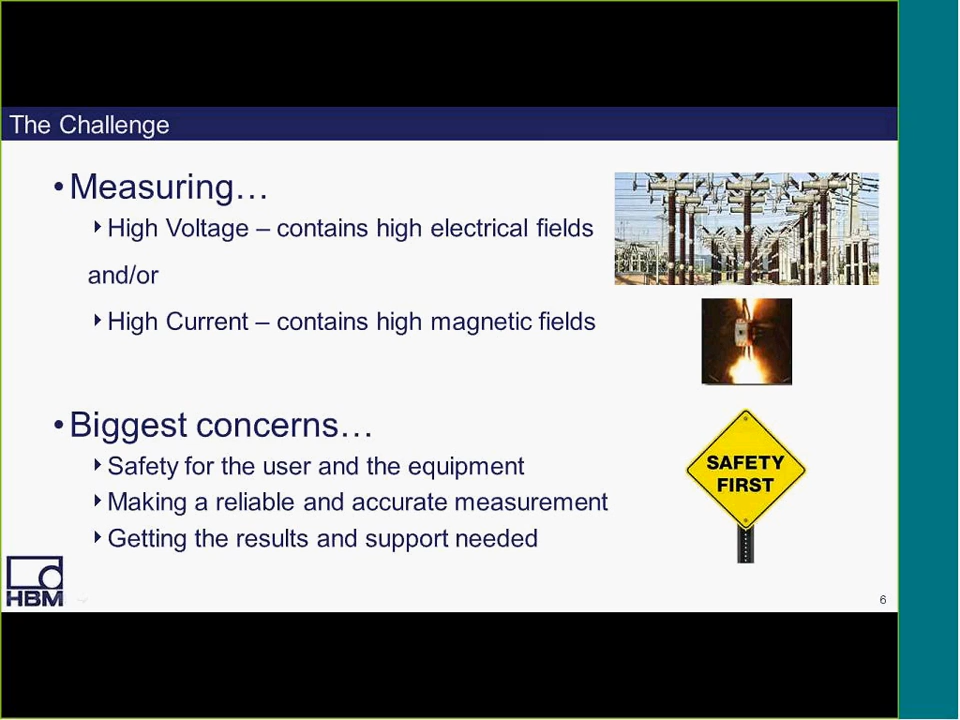 The Challenge
•Measuring…
High Voltage – contains high electrical fields
and/or
High Current – contains high magnetic fields
•Biggest concerns…
Safety for the user and the equipment
Making a reliable and accurate measurement
Getting the results and support needed
SAFETY
FIRST
HBM
6